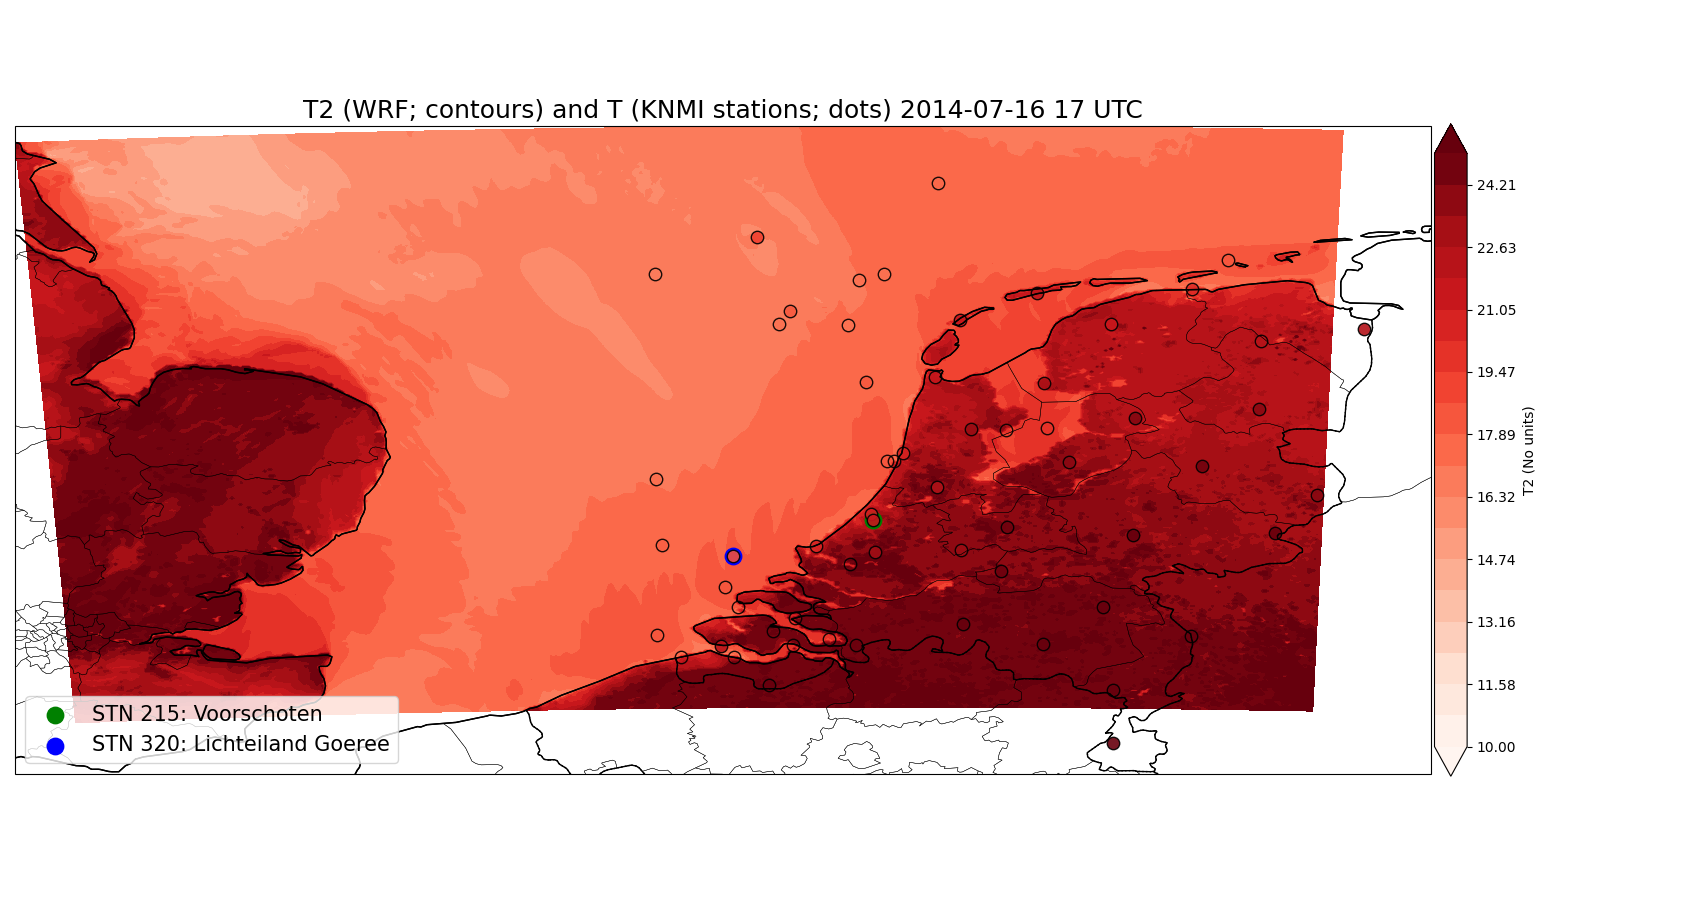 T2 (WRF; contours) and T (KNMI stations; dots) 2014-07-16 17 UTC
24.21
22.63
21.05
19.47
17.89
16.32
14.74
13.16
11.58
10.00
T2 (No units)
STN 215: Voorschoten
STN 320: Lichteiland Goeree